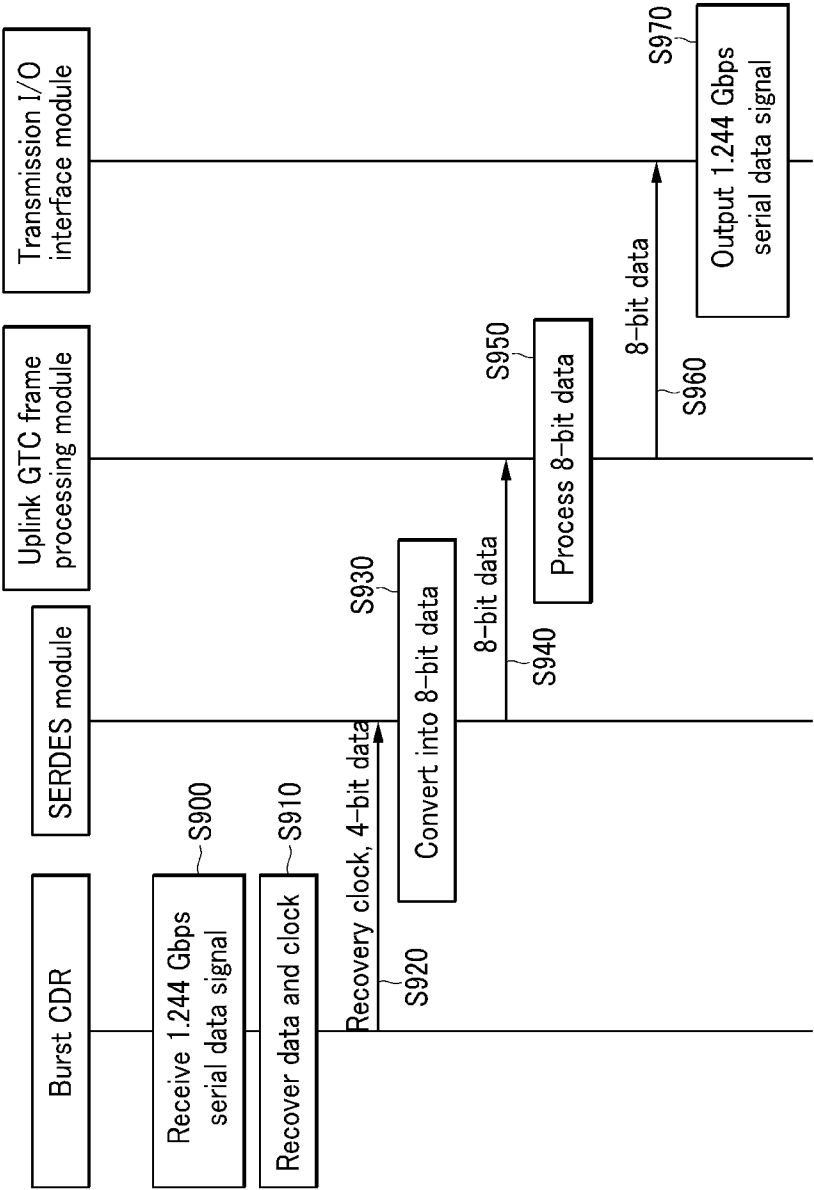 Burst CDR
SERDES module
Uplink GTC frame
processing module
Transmission I/O
interface module
Receive 1.244 Gbps
serial data signal
S900
Recover data and clock
S910
Recovery clock, 4-bit data
S920
Convert into 8-bit data
S930
8-bit data
S940
Process 8-bit data
S950
8-bit data
S960
Output 1.244 Gbps
serial data signal
S970